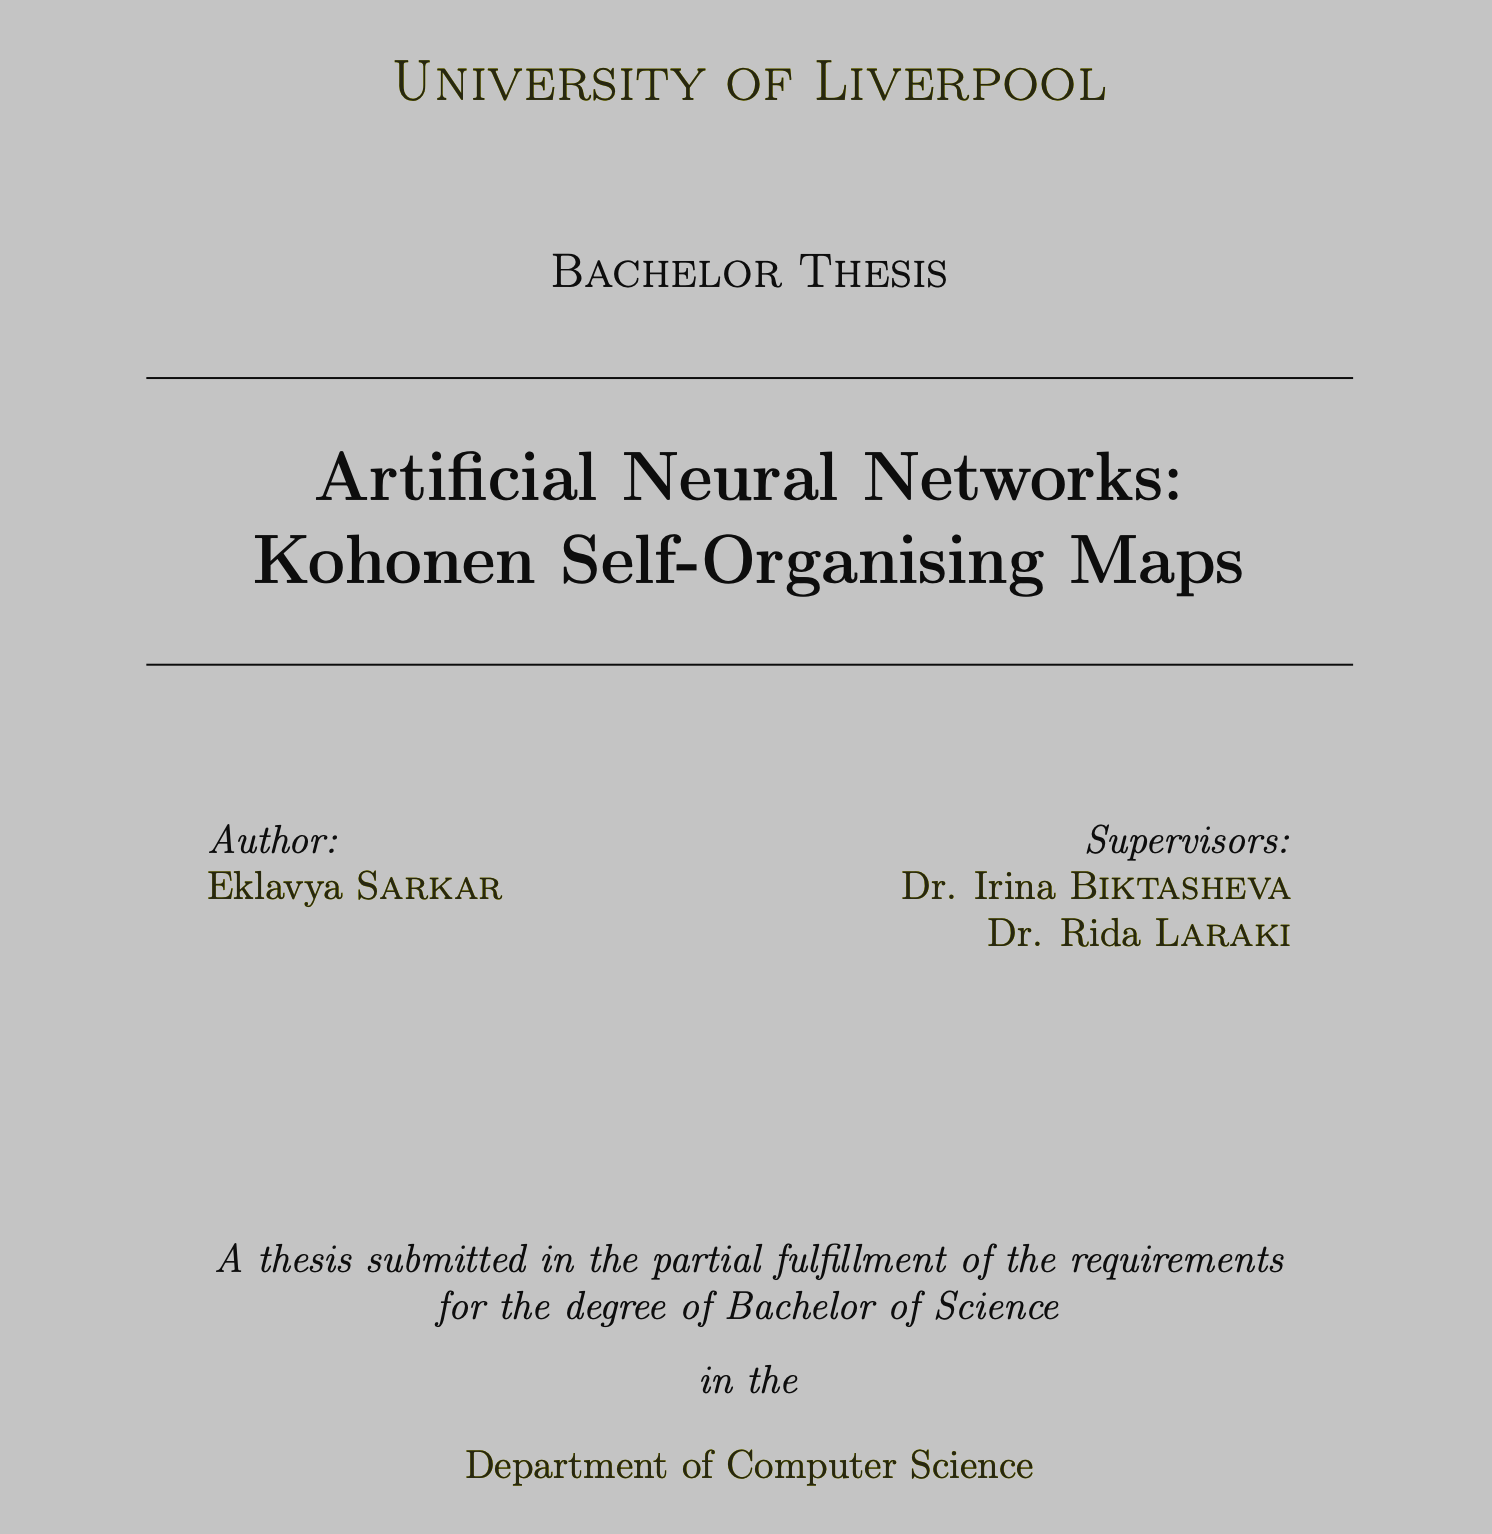 University of Liverpool
Bachelor Thesis
Artificial Neural Networks:
Kohonen Self-Organising Maps
Author:
Eklavya Sarkar
Supervisors:
Dr. Irina Biktasheva
Dr. Rida Laraki
A thesis submitted in the partial fulfillment of the requirements
for the degree of Bachelor of Science
in the
Department of Computer Science